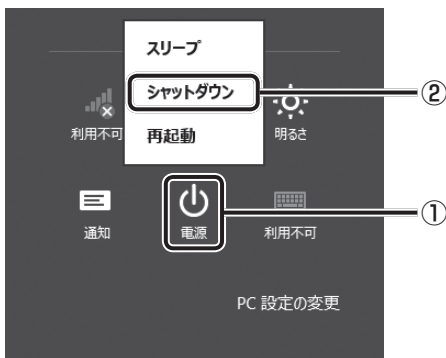 スリープ
シャットダウン
②
利用不可
再起動
明るさ
①
通知
電源
利用不可
PC 設定の変更